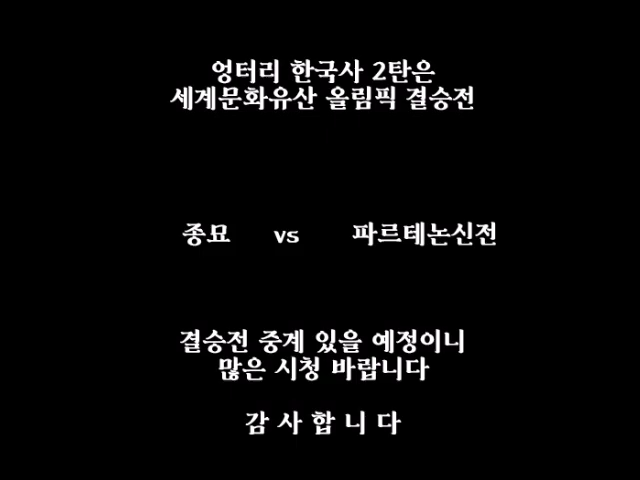 엉터리 한국사 2탄은
세계문화유산 올림픽 결승전
종묘 vs 파르테논신전
결승전 중계 있을 예정이니
많은 시청 바랍니다
감 사 합 니 다